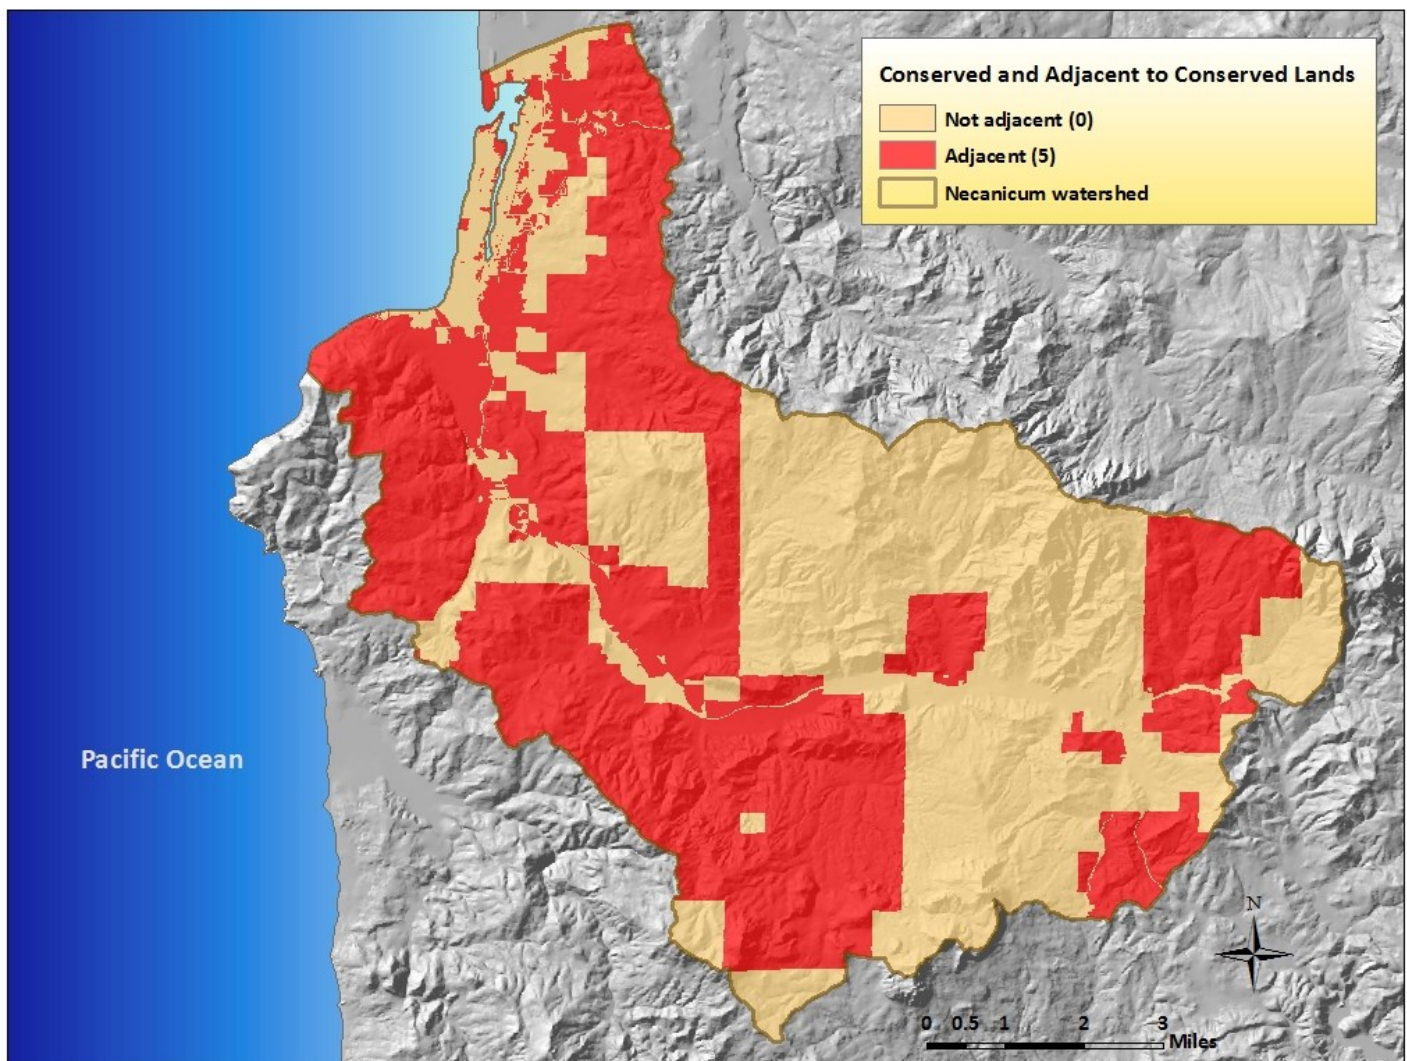 Conserved and Adjacent to Conserved Lands
Not adjacent (0)
Adjacent (5)
Necanicum watershed
Pacific Ocean
N
0 0.5 1 2 3
Miles